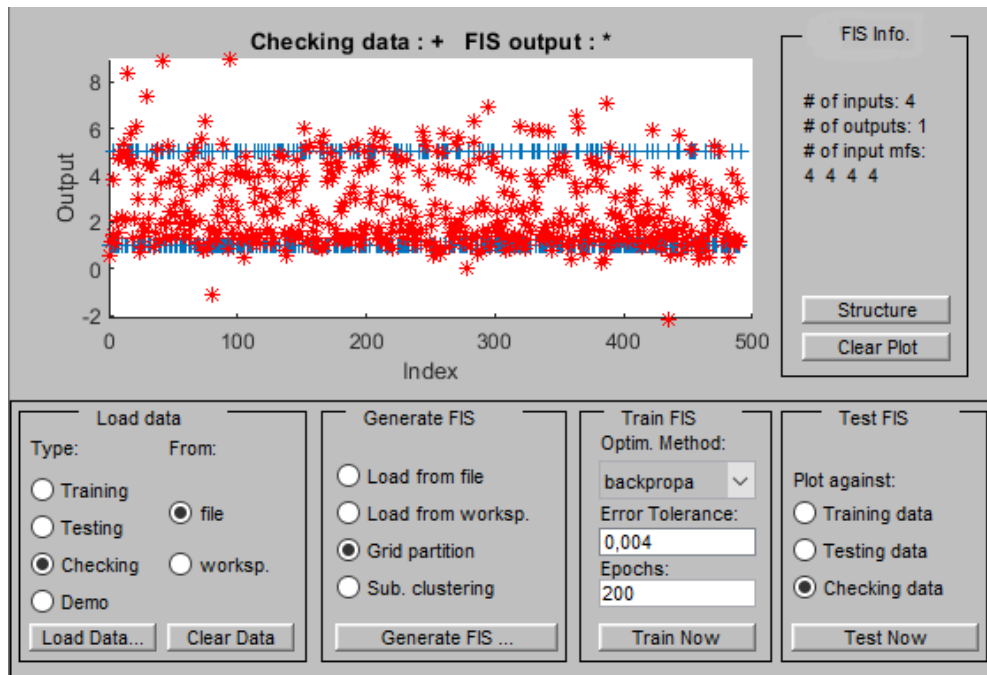 Checking data : +   FIS output : *
8
6
4
2
0
-2
Output
0 100 200 300 400 500
Index
FIS Info.
# of inputs: 4
# of outputs: 1
# of input mfs:
4 4 4 4
Structure
Clear Plot
Load data
Type: From:
Training
Testing
Checking
Demo
file
worksp.
Load Data...
Clear Data
Generate FIS
Load from file
Load from worksp.
Grid partition
Sub. clustering
Generate FIS ...
Train FIS
Optim. Method:
backpropa
Error Tolerance:
0,004
Epochs:
200
Train Now
Test FIS
Plot against:
Training data
Testing data
Checking data
Test Now